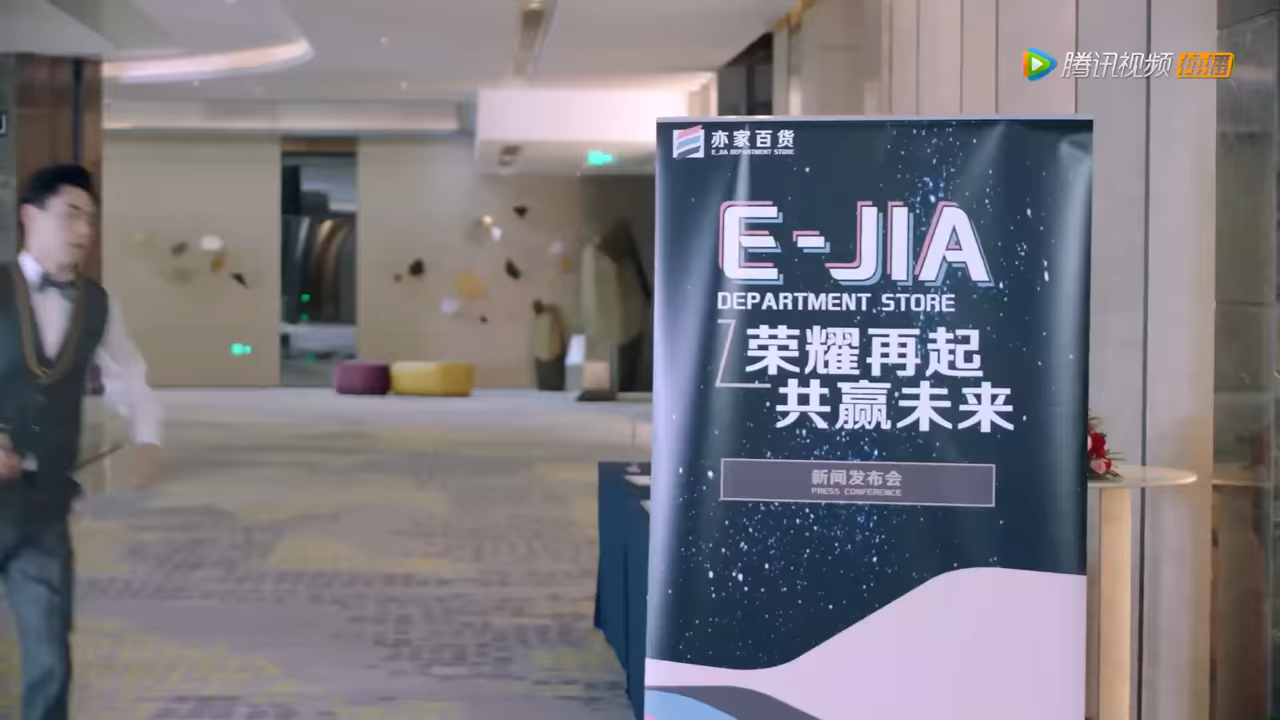 腾讯视频 独播
亦家百货
E_JIA DEPARTMENT STORE
E-JIA
DEPARTMENT STORE
荣耀再起
共赢未来
新闻发布会
PRESS CONFERENCE